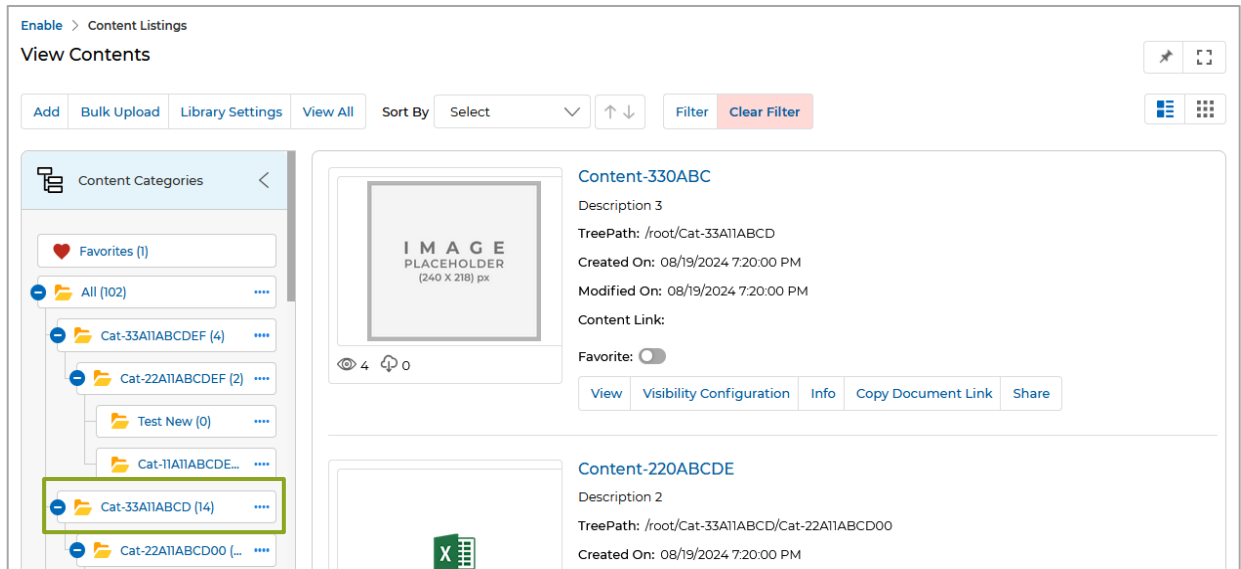 Enable > Content Listings
View Contents
Add Bulk Upload Library Settings View All Sort By Select Filter Clear Filter
Content Categories
Favorites (1)
All (102)
Cat-33A11ABCDEF (4)
Cat-22A11ABCDEF (2)
Test New (0)
Cat-11A11ABCDE...
Cat-33A11ABCD (14)
Cat-22A11ABCD00 (...
IMAGE
PLACEHOLDER
(240 X 218) px
4 0
Content-330ABC
Description 3
TreePath: /root/Cat-33A11ABCD
Created On: 08/19/2024 7:20:00 PM
Modified On: 08/19/2024 7:20:00 PM
Content Link:
Favorite:
View Visibility Configuration Info Copy Document Link Share
X
Content-220ABCDE
Description 2
TreePath: /root/Cat-33A11ABCD/Cat-22A11ABCD00
Created On: 08/19/2024 7:20:00 PM